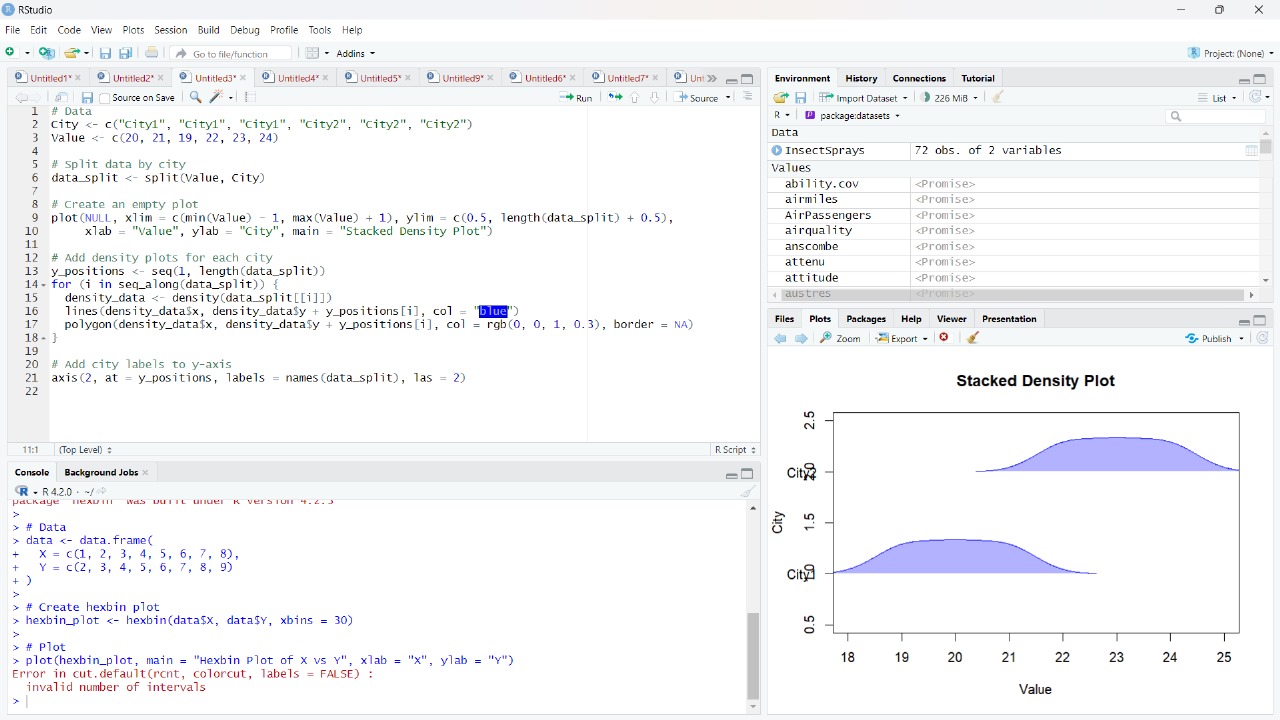 RStudio
File Edit Code View Plots Session Build Debug Profile Tools Help
Go to file/function Addins Project: (None)
Untitled1* Untitled2* Untitled3* Untitled4* Untitled5* Untitled9* Untitled6* Untitled7* Unt
Source on Save Run Source
1 # Data
2 City <- c("City1", "City1", "City1", "City2", "City2", "City2")
3 Value <- c(20, 21, 19, 22, 23, 24)
4
5 # Split data by city
6 data_split <- split(Value, City)
7
8 # Create an empty plot
9 plot(NULL, xlim = c(min(Value) - 1, max(Value) + 1), ylim = c(0.5, length(data_split) + 0.5),
10 xlab = "Value", ylab = "City", main = "Stacked Density Plot")
11
12 # Add density plots for each city
13 y_positions <- seq(1, length(data_split))
14 for (i in seq_along(data_split)) {
15 density_data <- density(data_split[[i]])
16 lines(density_data$x, density_data$y + y_positions[i], col = "blue")
17 polygon(density_data$x, density_data$y + y_positions[i], col = rgb(0, 0, 1, 0.3), border = NA)
18 }
19
20 # Add city labels to y-axis
21 axis(2, at = y_positions, labels = names(data_split), las = 2)
22
11:1 (Top Level) R Script
Console Background Jobs
R 4.2.0 · ~/
package 'hexbin' was built under R version 4.2.3
>
> # Data
> data <- data.frame(
+ X = c(1, 2, 3, 4, 5, 6, 7, 8),
+ Y = c(2, 3, 4, 5, 6, 7, 8, 9)
+ )
>
> # Create hexbin plot
> hexbin_plot <- hexbin(data$X, data$Y, xbins = 30)
>
> # Plot
> plot(hexbin_plot, main = "Hexbin Plot of X vs Y", xlab = "X", ylab = "Y")
Error in cut.default(rcnt, colorcut, labels = FALSE) :
invalid number of intervals
>
Environment History Connections Tutorial
Import Dataset 226 MiB List
R package:datasets
Data
InsectSprays 72 obs. of 2 variables
Values
ability.cov <Promise>
airmiles <Promise>
AirPassengers <Promise>
airquality <Promise>
anscombe <Promise>
attenu <Promise>
attitude <Promise>
austres <Promise>
Files Plots Packages Help Viewer Presentation
Zoom Export Publish
Stacked Density Plot
2.5
City2
2.0
1.5
City
City1
1.0
0.5
18 19 20 21 22 23 24 25
Value